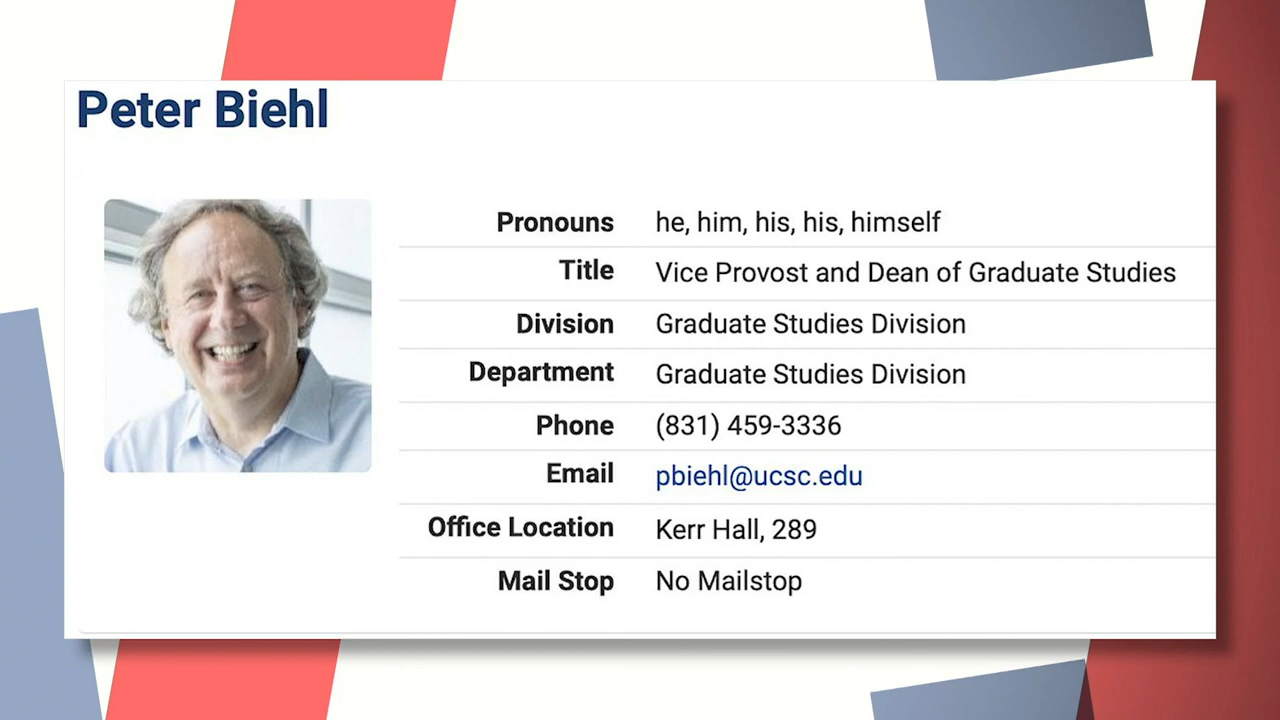 Peter Biehl
Pronouns he, him, his, his, himself
Title Vice Provost and Dean of Graduate Studies
Division Graduate Studies Division
Department Graduate Studies Division
Phone (831) 459-3336
Email pbiehl@ucsc.edu
Office Location Kerr Hall, 289
Mail Stop No Mailstop